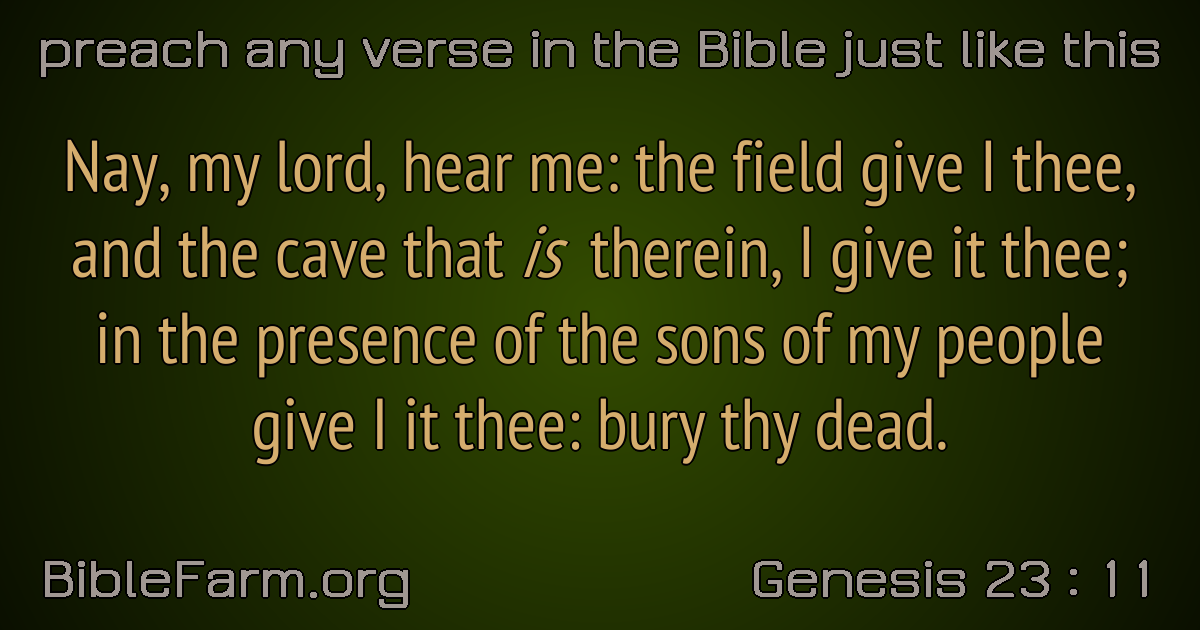 preach any verse in the Bible just like this
Nay, my lord, hear me: the field give I thee,
and the cave that is therein, I give it thee;
in the presence of the sons of my people
give I it thee: bury thy dead.
BibleFarm.org
Genesis 23 : 11